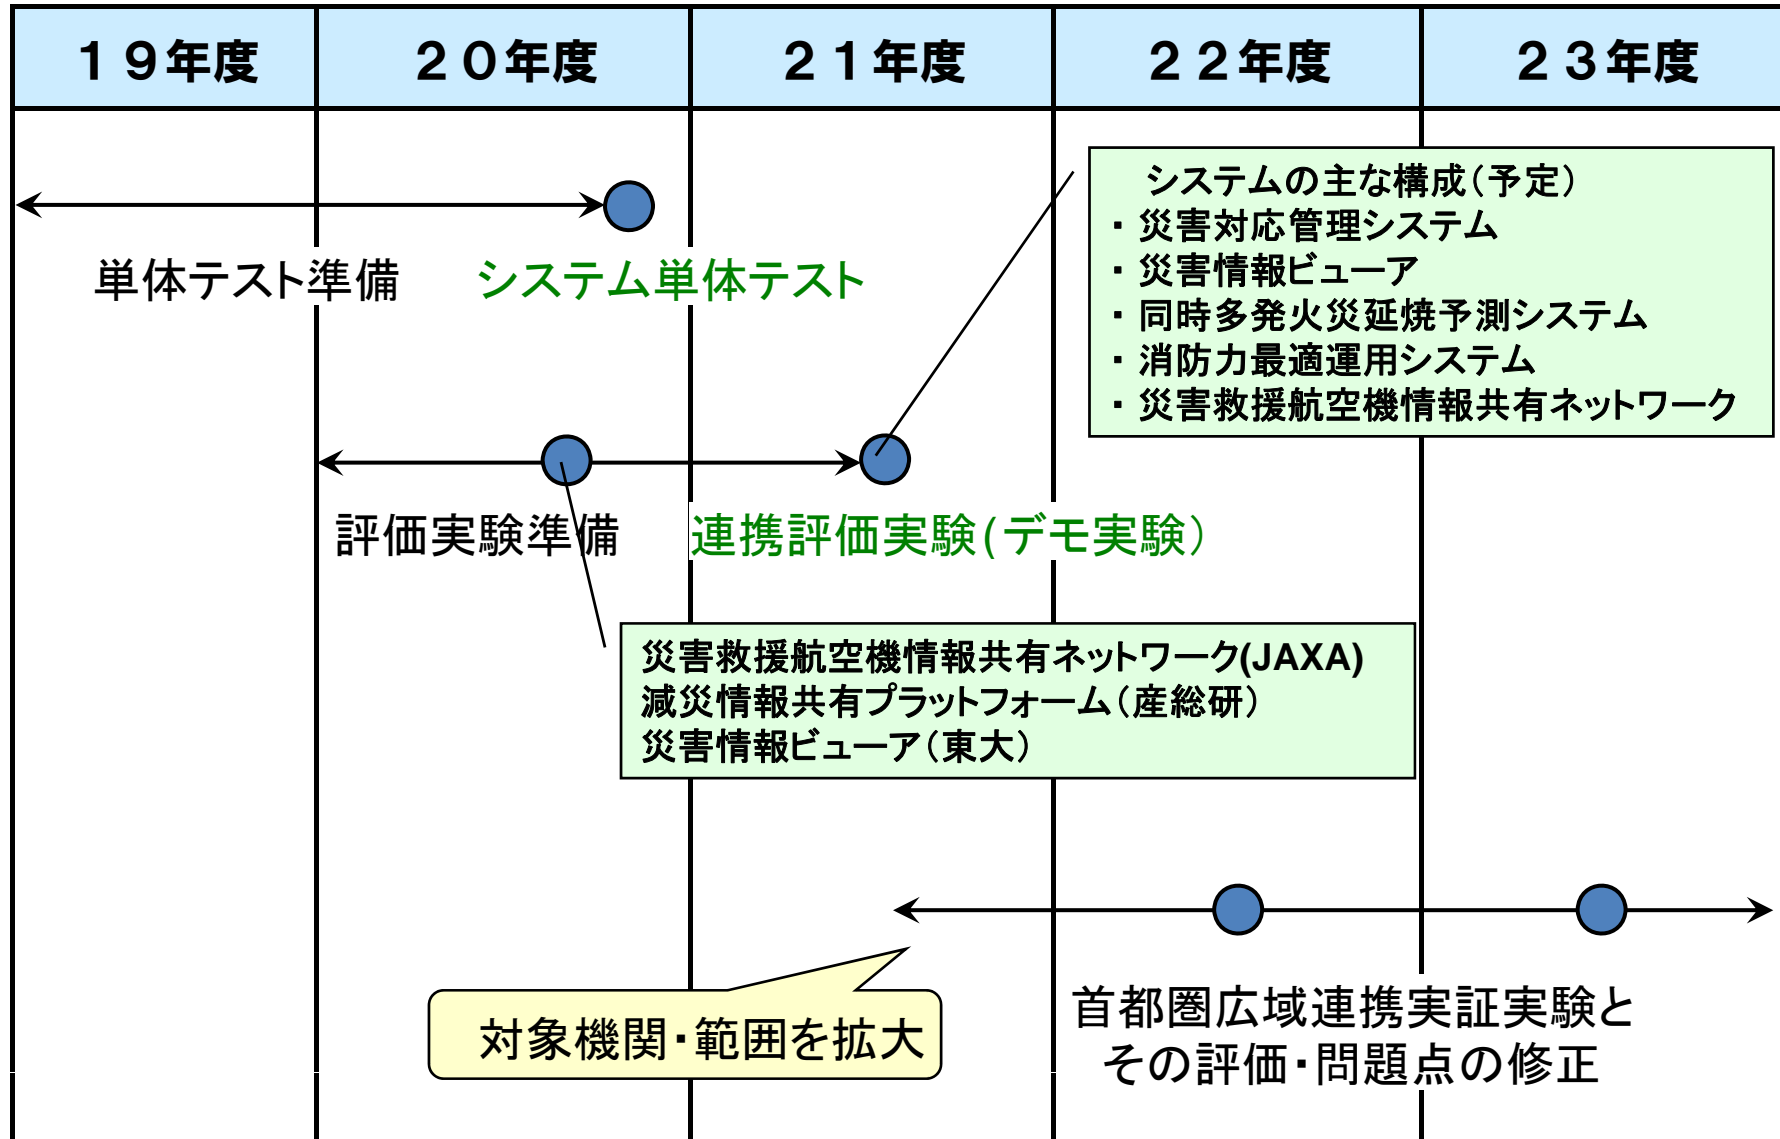 １９年度
２０年度
２１年度
２２年度
２３年度
単体テスト準備
システム単体テスト
システムの主な構成（予定）
・災害対応管理システム
・災害情報ビューア
・同時多発火災延焼予測システム
・消防力最適運用システム
・災害救援航空機情報共有ネットワーク
評価実験準備
連携評価実験(デモ実験）
災害救援航空機情報共有ネットワーク(JAXA)
減災情報共有プラットフォーム（産総研）
災害情報ビューア（東大）
対象機関・範囲を拡大
首都圏広域連携実証実験と
その評価・問題点の修正